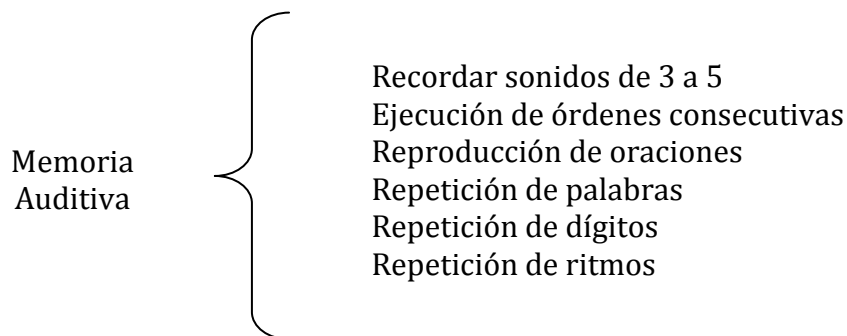 Memoria
Auditiva
Recordar sonidos de 3 a 5
Ejecución de órdenes consecutivas
Reproducción de oraciones
Repetición de palabras
Repetición de dígitos
Repetición de ritmos